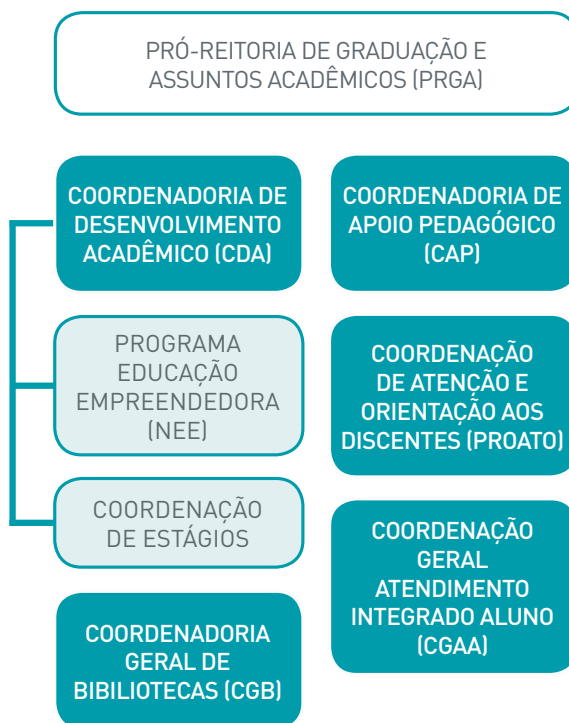 PRÓ-REITORIA DE GRADUAÇÃO E
ASSUNTOS ACADÊMICOS (PRGA)
COORDENADORIA DE
DESENVOLVIMENTO
ACADÊMICO (CDA)
PROGRAMA
EDUCAÇÃO
EMPREENDEDORA
(NEE)
COORDENAÇÃO
DE ESTÁGIOS
COORDENADORIA
GERAL DE
BIBILIOTECAS (CGB)
COORDENADORIA DE
APOIO PEDAGÓGICO
(CAP)
COORDENAÇÃO
DE ATENÇÃO E
ORIENTAÇÃO AOS
DISCENTES (PROATO)
COORDENAÇÃO
GERAL
ATENDIMENTO
INTEGRADO ALUNO
(CGAA)